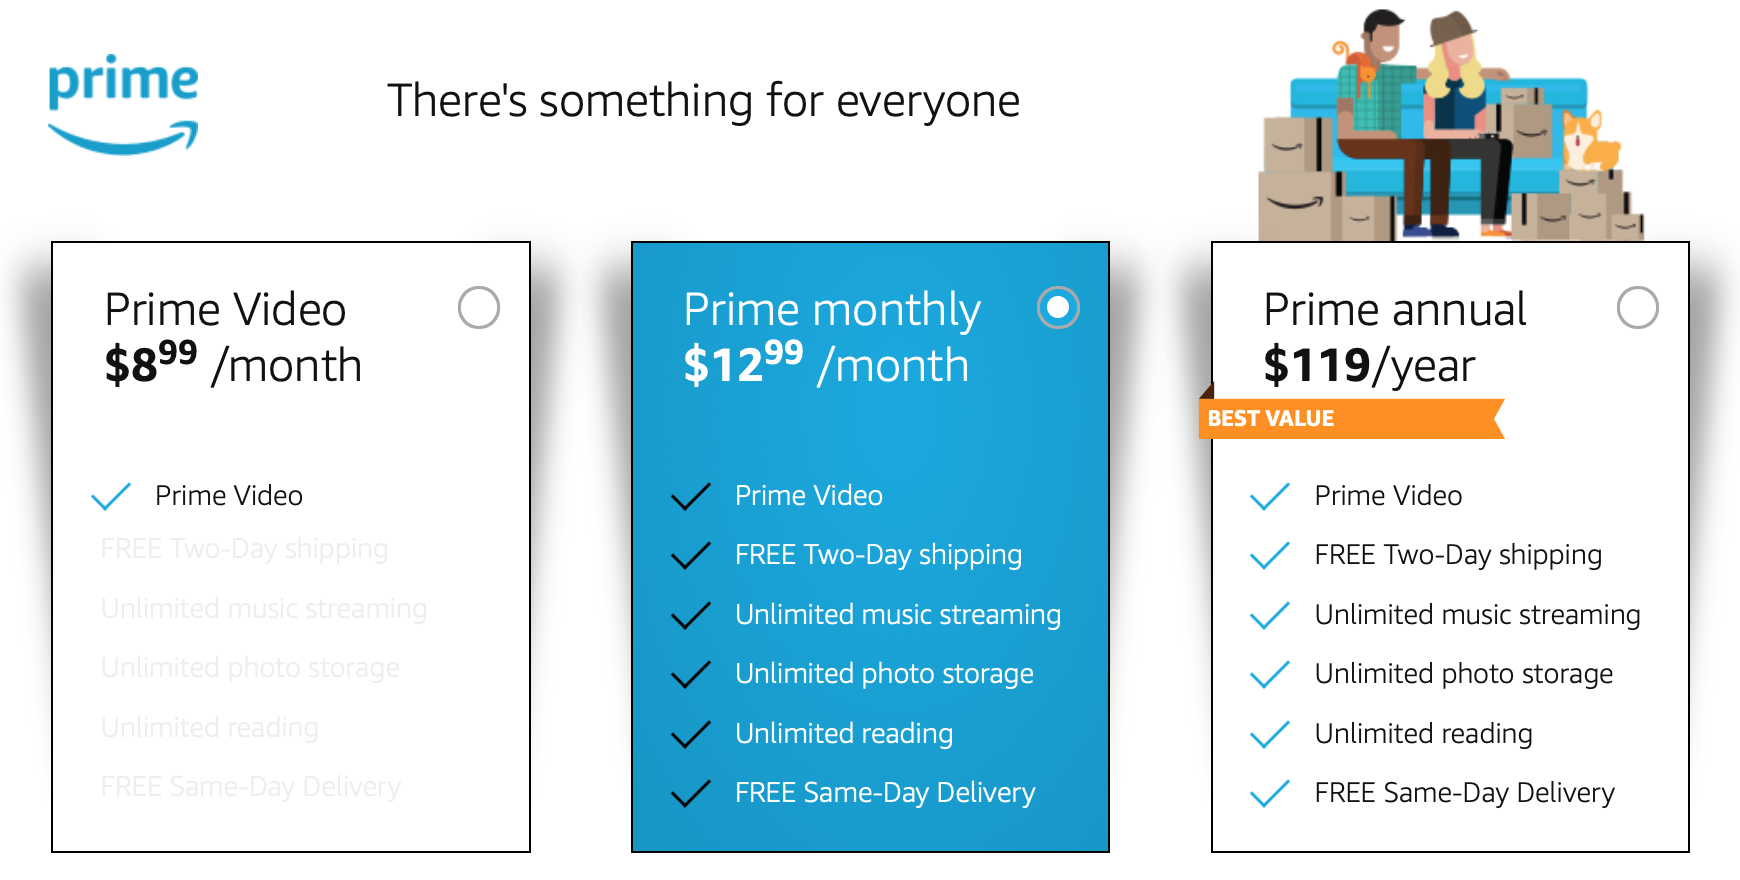 prime
There's something for everyone
Prime Video
$8⁹⁹ /month
Prime Video
FREE Two-Day shipping
Unlimited music streaming
Unlimited photo storage
Unlimited reading
FREE Same-Day Delivery
Prime monthly
$12⁹⁹ /month
Prime Video
FREE Two-Day shipping
Unlimited music streaming
Unlimited photo storage
Unlimited reading
FREE Same-Day Delivery
Prime annual
$119/year
BEST VALUE
Prime Video
FREE Two-Day shipping
Unlimited music streaming
Unlimited photo storage
Unlimited reading
FREE Same-Day Delivery